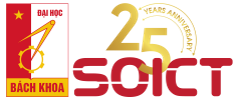 ĐẠI HỌC
BÁCH KHOA
25
YEARS ANNIVERSARY
SOICT